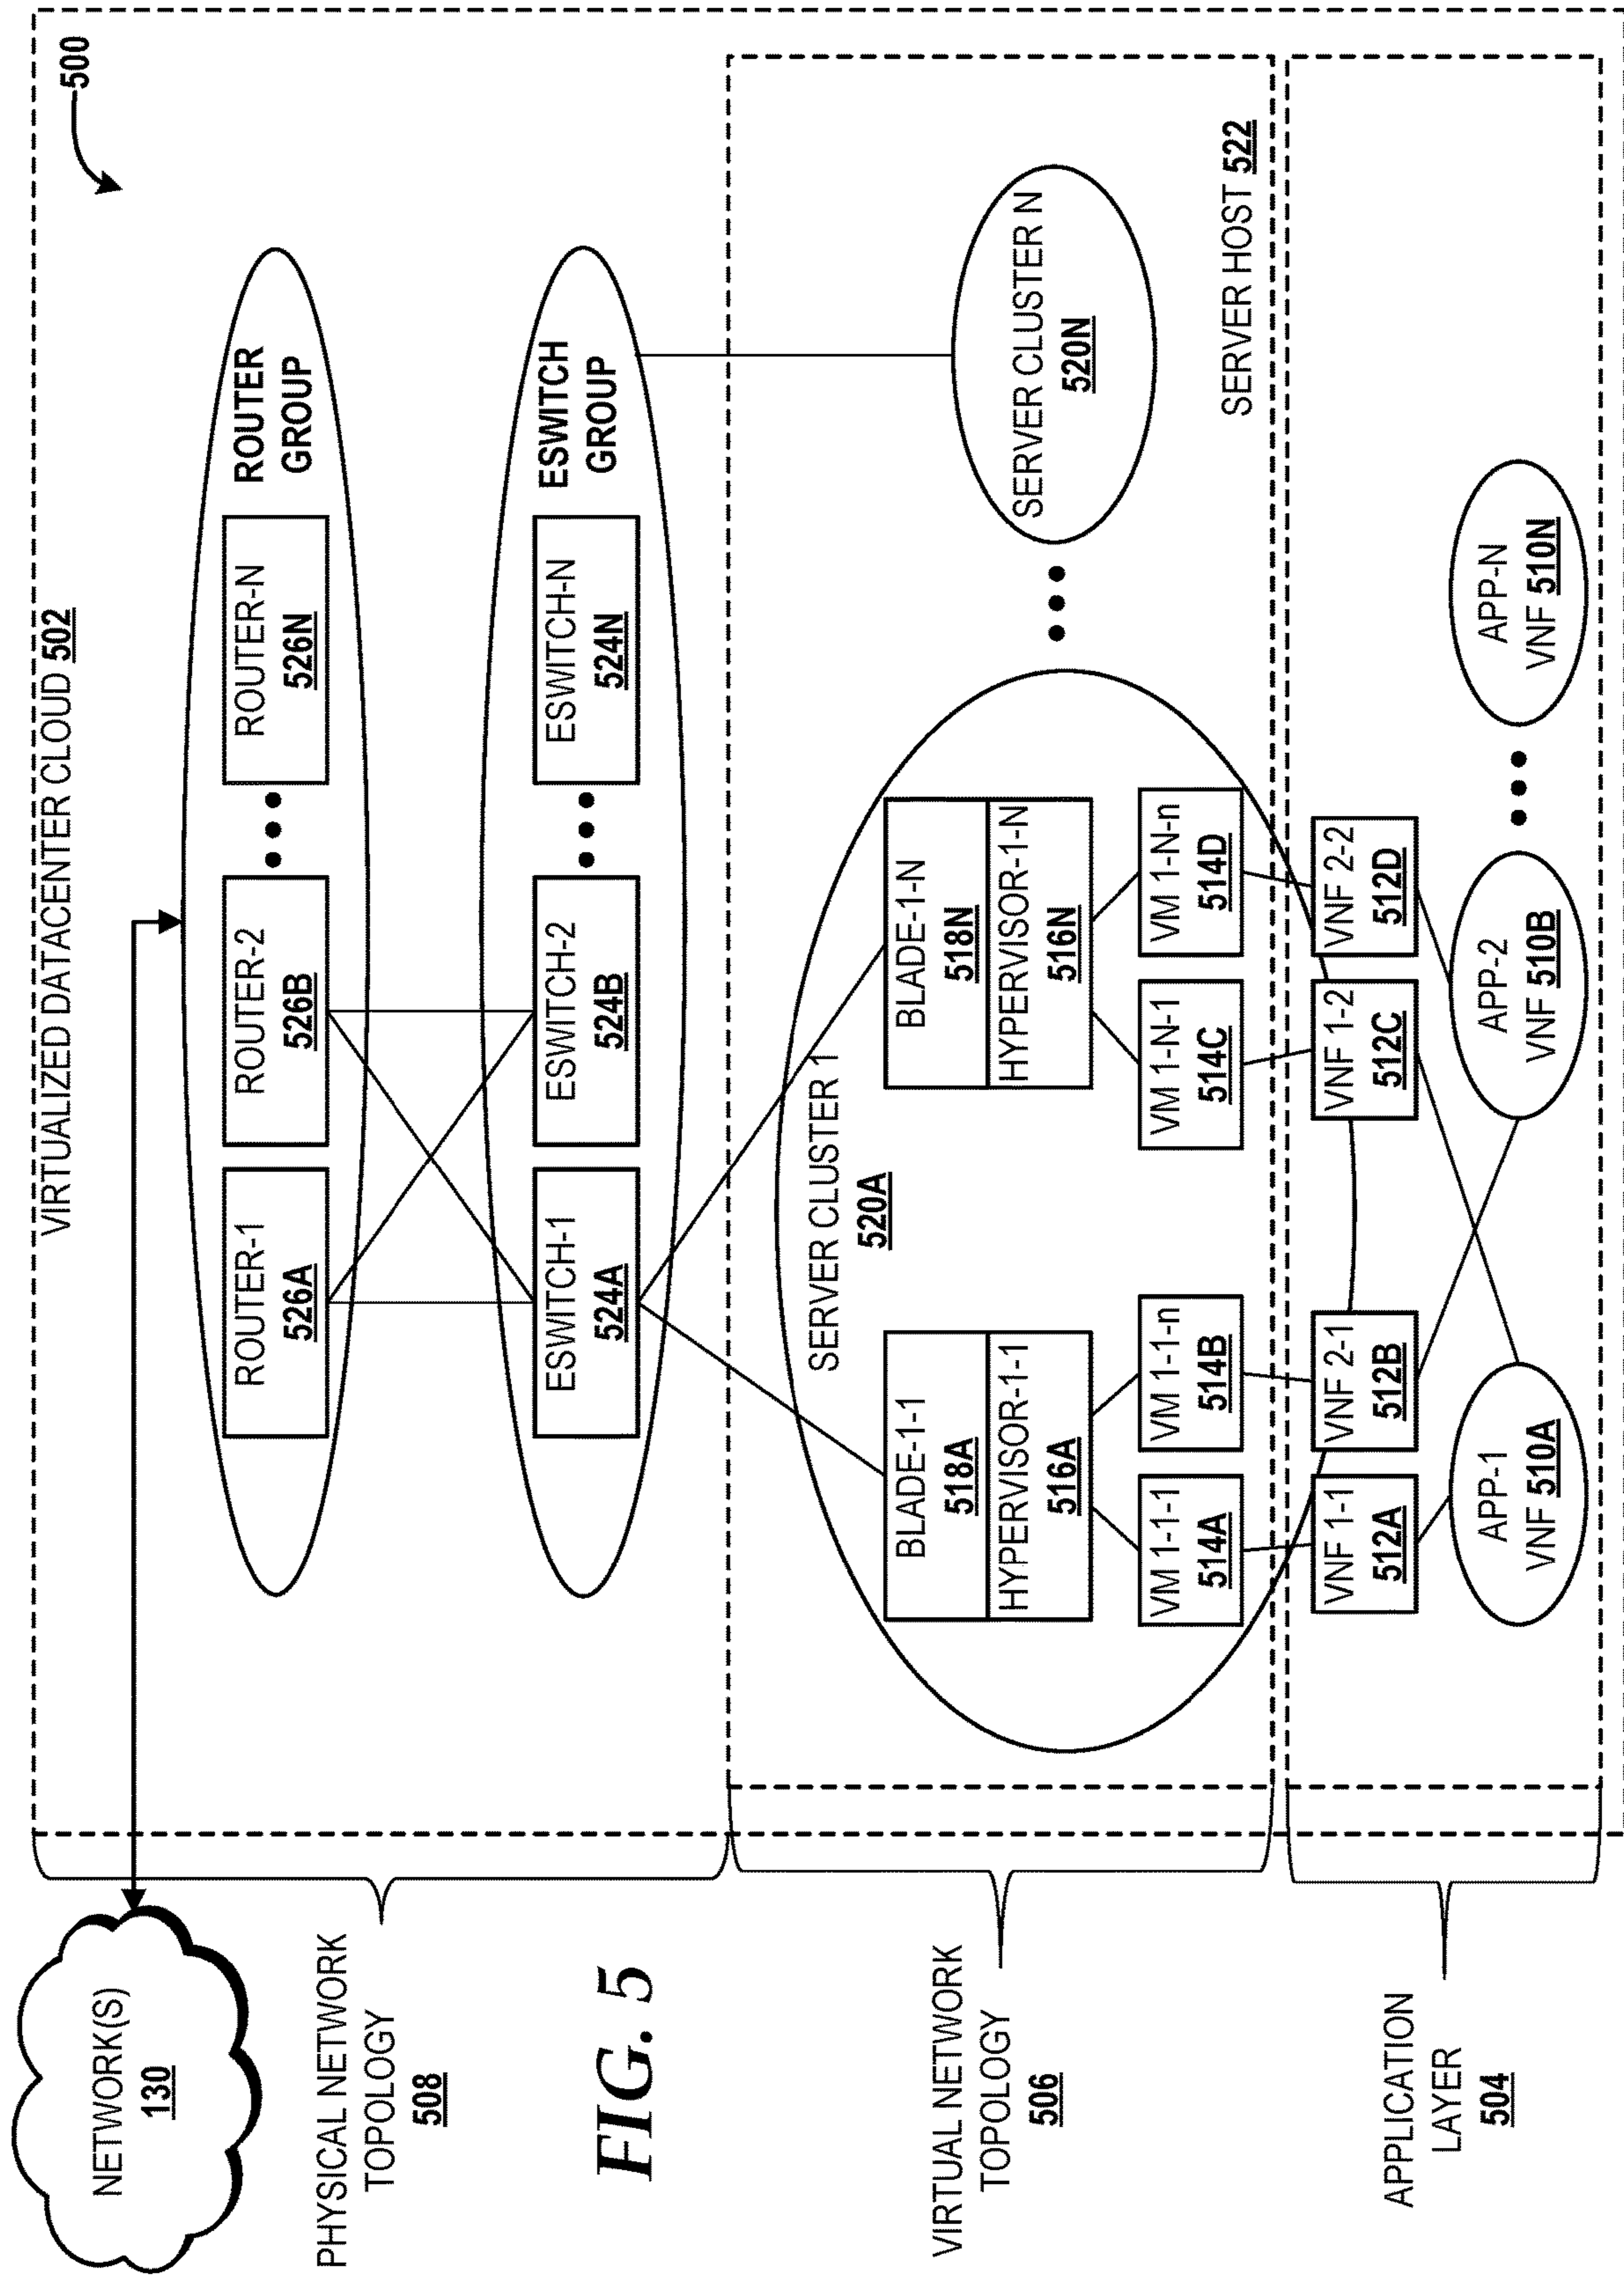 500
VIRTUALIZED DATACENTER CLOUD 502
NETWORK(S)
130
PHYSICAL NETWORK
TOPOLOGY
508
ROUTER-1
526A
ROUTER-2
526B
ROUTER-N
526N
ROUTER
GROUP
ESWITCH-1
524A
ESWITCH-2
524B
ESWITCH-N
524N
ESWITCH
GROUP
FIG. 5
VIRTUAL NETWORK
TOPOLOGY
506
SERVER CLUSTER 1
520A
BLADE-1-1
518A
HYPERVISOR-1-1
516A
BLADE-1-N
518N
HYPERVISOR-1-N
516N
VM 1-1-1
514A
VM 1-1-n
514B
VM 1-N-1
514C
VM 1-N-n
514D
SERVER CLUSTER N
520N
SERVER HOST 522
APPLICATION
LAYER
504
VNF 1-1
512A
VNF 2-1
512B
VNF 1-2
512C
VNF 2-2
512D
APP-1
VNF 510A
APP-2
VNF 510B
APP-N
VNF 510N